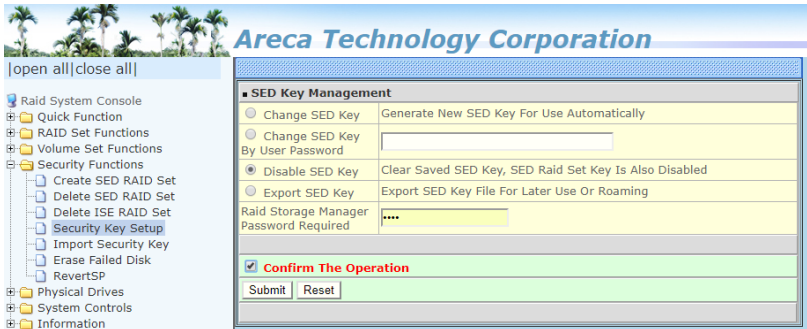 Areca Technology Corporation
|open all|close all|
Raid System Console
Quick Function
RAID Set Functions
Volume Set Functions
Security Functions
Create SED RAID Set
Delete SED RAID Set
Delete ISE RAID Set
Security Key Setup
Import Security Key
Erase Failed Disk
RevertSP
Physical Drives
System Controls
Information
SED Key Management
Change SED Key Generate New SED Key For Use Automatically
Change SED Key
By User Password
Disable SED Key Clear Saved SED Key, SED Raid Set Key Is Also Disabled
Export SED Key Export SED Key File For Later Use Or Roaming
Raid Storage Manager
Password Required ••••
Confirm The Operation
Submit Reset